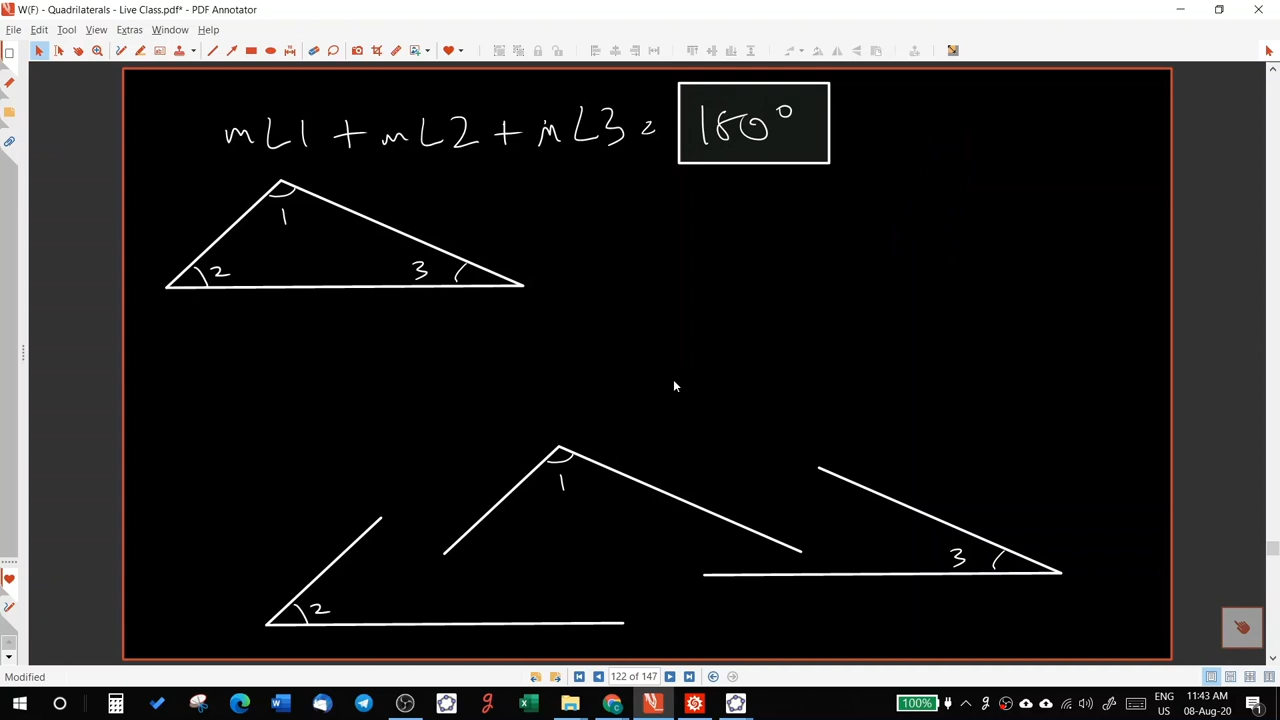 W(F) - Quadrilaterals - Live Class.pdf* - PDF Annotator
File Edit Tool View Extras Window Help
m∠1 + m∠2 + m∠3 = 180°
1
2
3
1
2
3
122 of 147
Modified
100%
ENG
US
11:43 AM
08-Aug-20